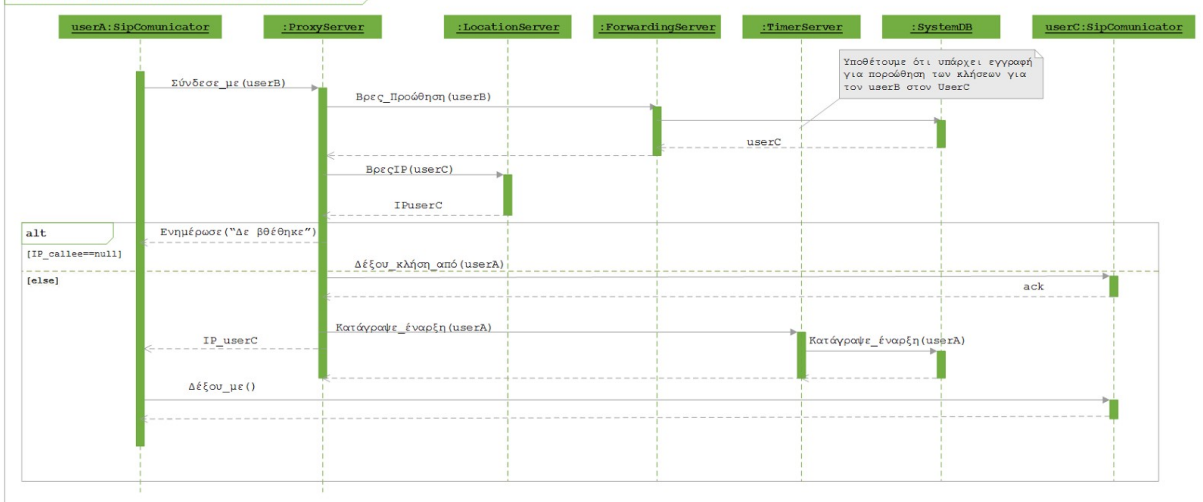 userA:SipComunicator
:ProxyServer
:LocationServer
:ForwardingServer
:TimerServer
:SystemDB
userC:SipComunicator
Υποθέτουμε ότι υπάρχει εγγραφή
για ποροώθηση των κλήσεων για
τον userB στον UserC
Σύνδεσε_με(userB)
Βρες_Προώθηση(userB)
userC
ΒρεςIP(userC)
IPuserC
alt
Ενημέρωσε("Δε βθέθηκε")
[IP_callee==null]
Δέξου_κλήση_από(userA)
[else]
ack
Κατάγραψε_έναρξη(userA)
IP_userC
Κατάγραψε_έναρξη(userA)
Δέξου_με()